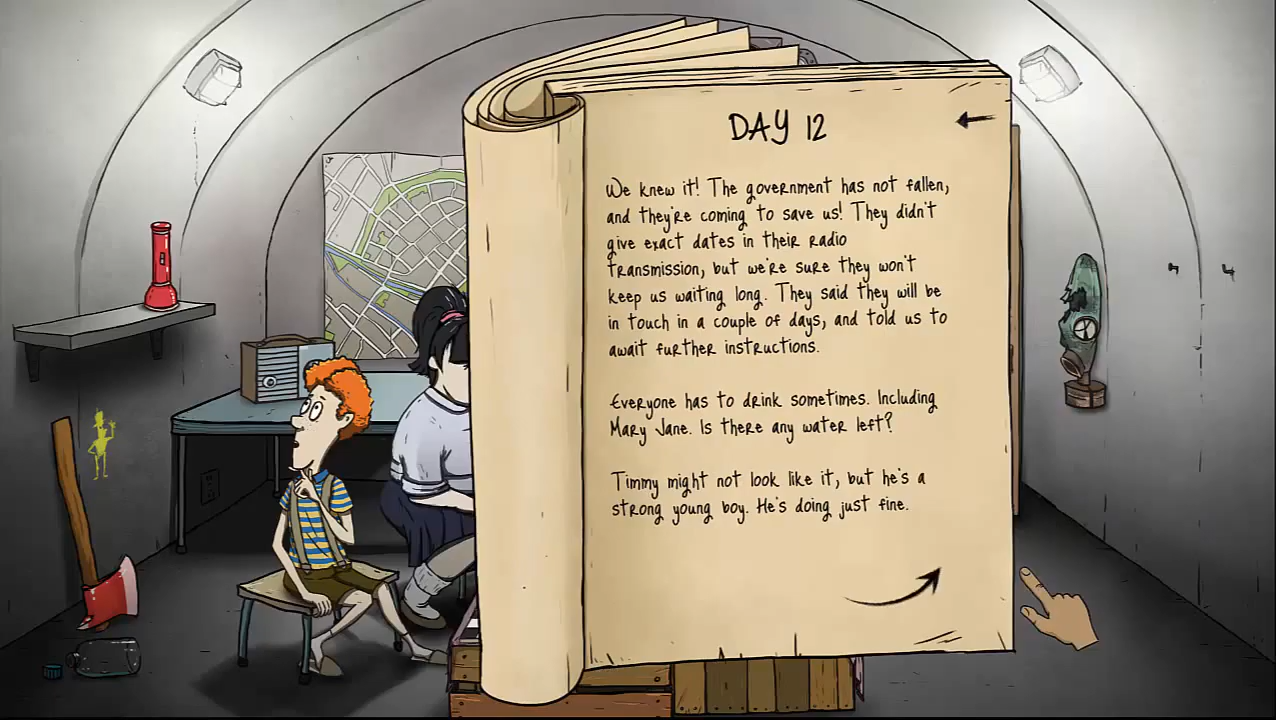 DAY 12
We knew it! The government has not fallen,
and they're coming to save us! They didn't
give exact dates in their radio
transmission, but we're sure they won't
keep us waiting long. They said they will be
in touch in a couple of days, and told us to
await further instructions.
Everyone has to drink sometimes. Including
Mary Jane. Is there any water left?
Timmy might not look like it, but he's a
strong young boy. He's doing just fine.